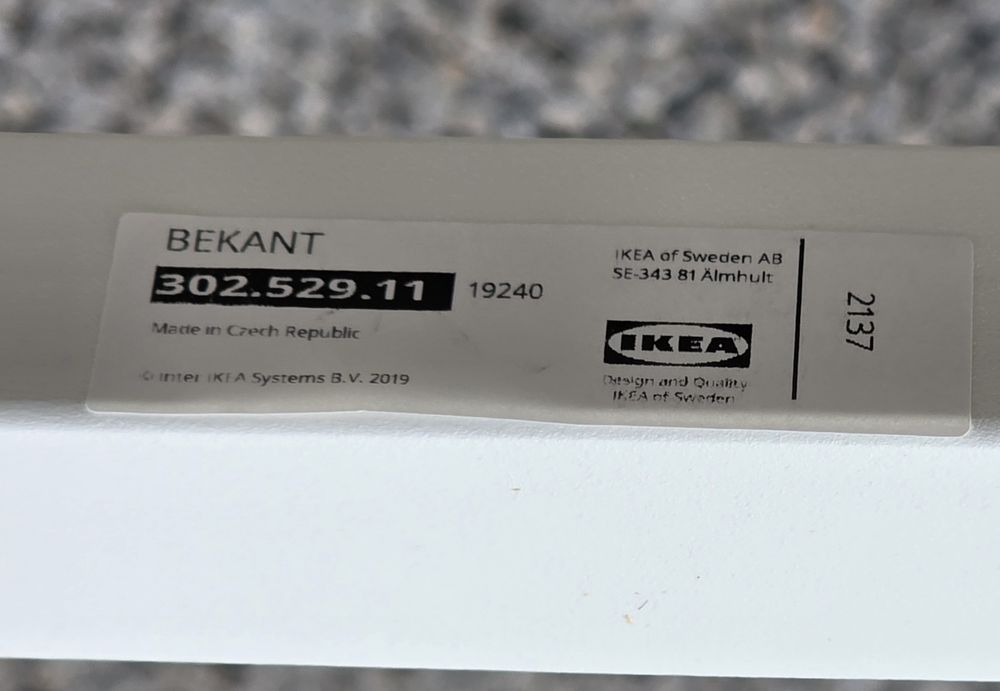 BEKANT
302.529.11 19240
Made in Czech Republic
© Inter IKEA Systems B.V. 2019
IKEA of Sweden AB
SE-343 81 Älmhult
IKEA
Design and Quality
IKEA of Sweden
2137